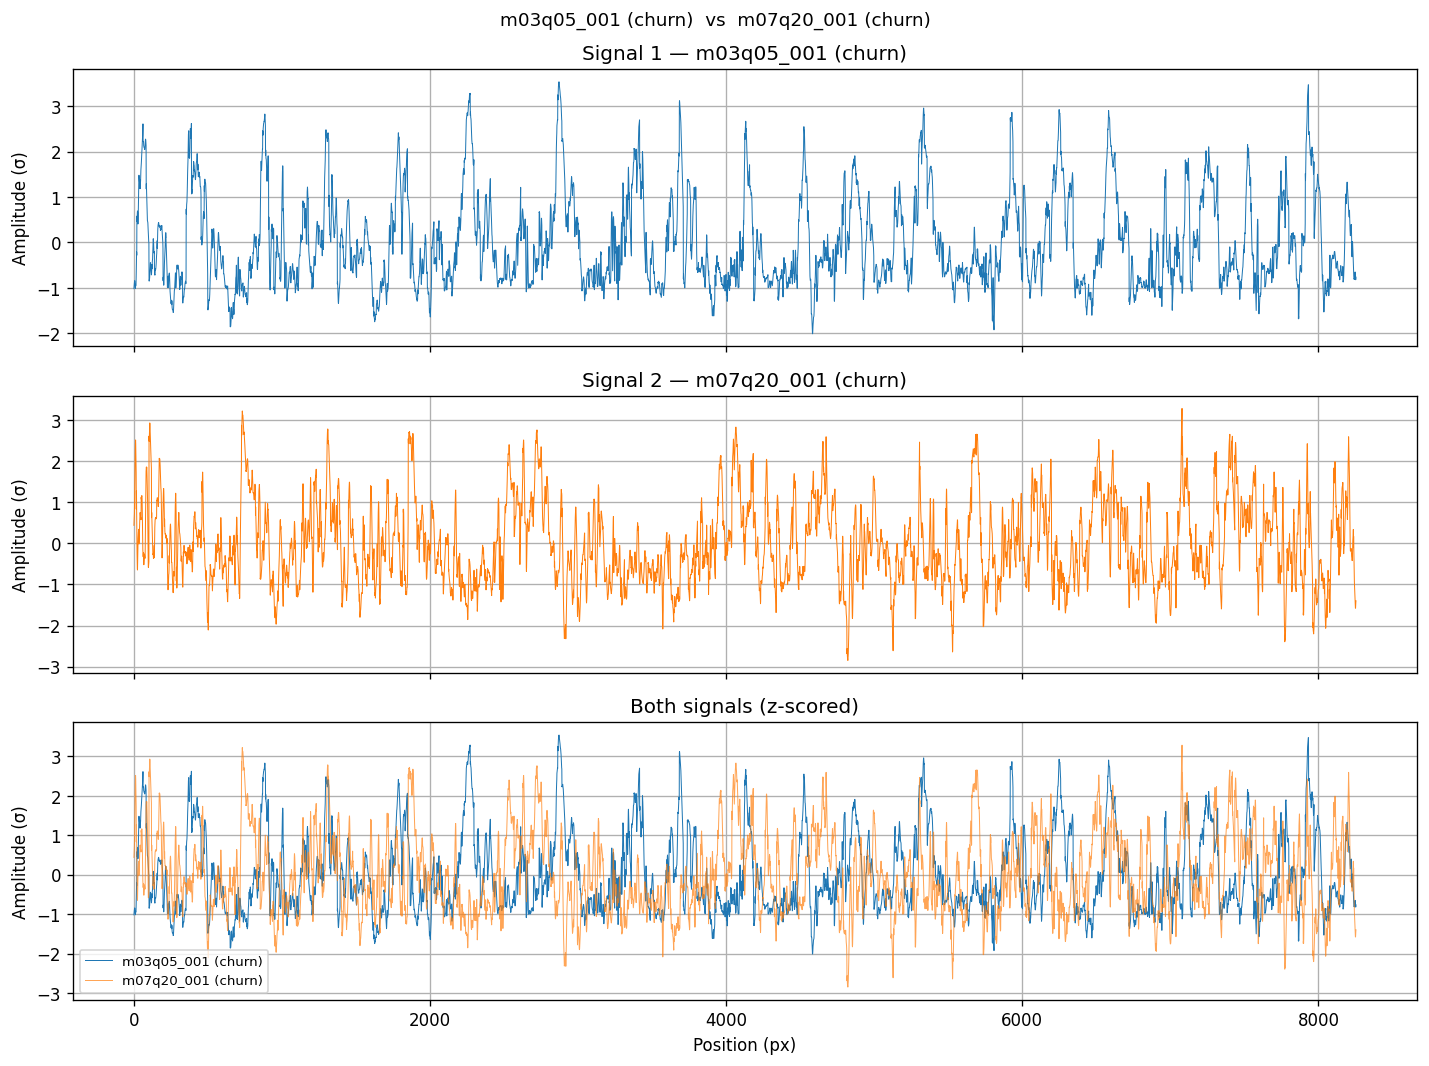 m03q05_001 (churn)  vs  m07q20_001 (churn)
Signal 1 — m03q05_001 (churn)
Amplitude (σ)
3
2
1
0
−1
−2
Signal 2 — m07q20_001 (churn)
Amplitude (σ)
3
2
1
0
−1
−2
−3
Both signals (z-scored)
Amplitude (σ)
3
2
1
0
−1
−2
−3
m03q05_001 (churn)
m07q20_001 (churn)
0 2000 4000 6000 8000
Position (px)